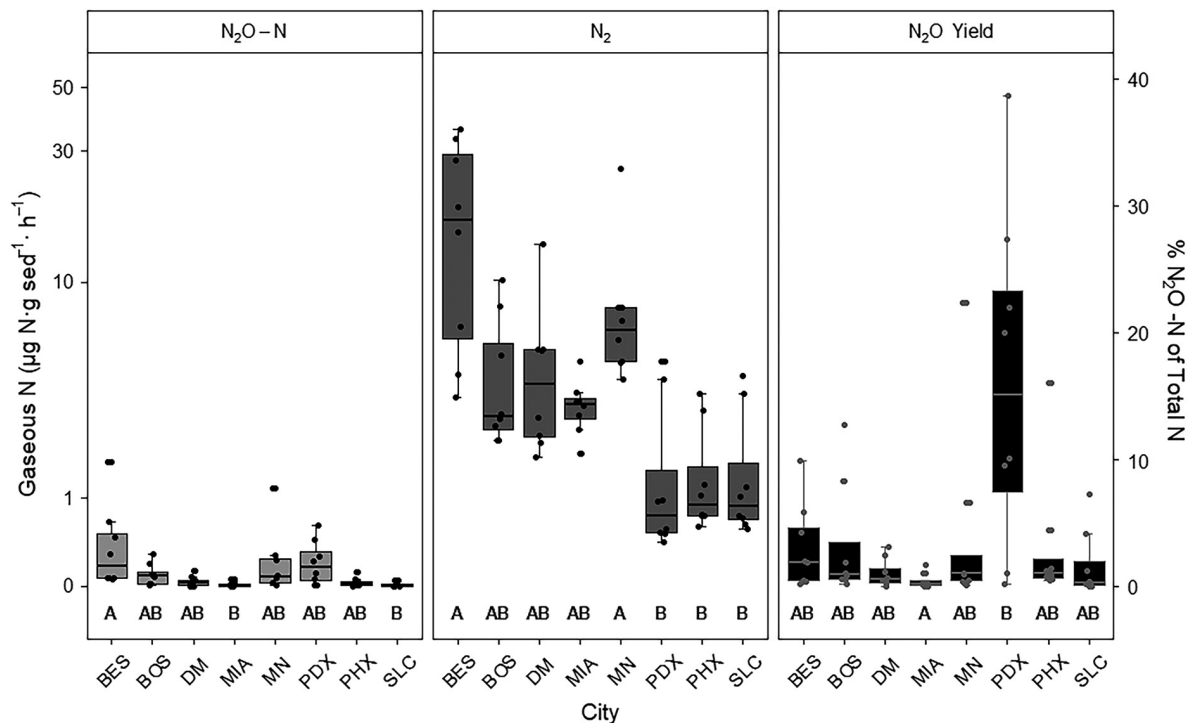 N₂O – N
N₂
N₂O Yield
Gaseous N (µg N·g sed⁻¹· h⁻¹)
50
30
10
1
0
40
30
20
10
0
% N₂O -N of Total N
A AB AB B AB AB AB B
A AB AB AB A B B B
AB AB AB A AB B AB AB
BES BOS DM MIA MN PDX PHX SLC
BES BOS DM MIA MN PDX PHX SLC
BES BOS DM MIA MN PDX PHX SLC
City